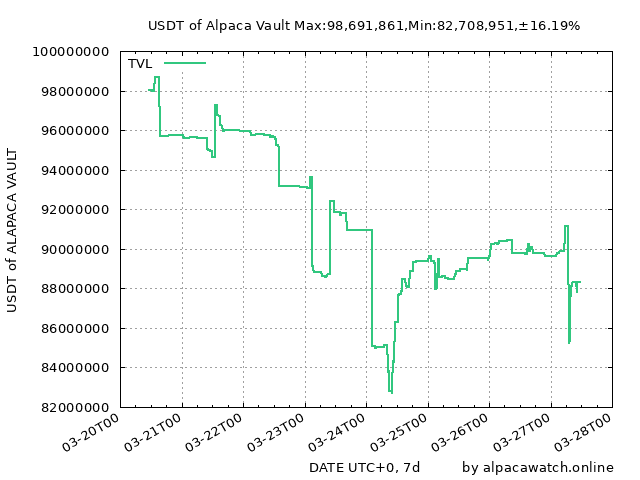 USDT of Alpaca Vault Max:98,691,861,Min:82,708,951,±16.19%
TVL
100000000
98000000
96000000
94000000
92000000
90000000
88000000
86000000
84000000
82000000
USDT of ALAPACA VAULT
03-20T00
03-21T00
03-22T00
03-23T00
03-24T00
03-25T00
03-26T00
03-27T00
03-28T00
DATE UTC+0, 7d
by alpacawatch.online